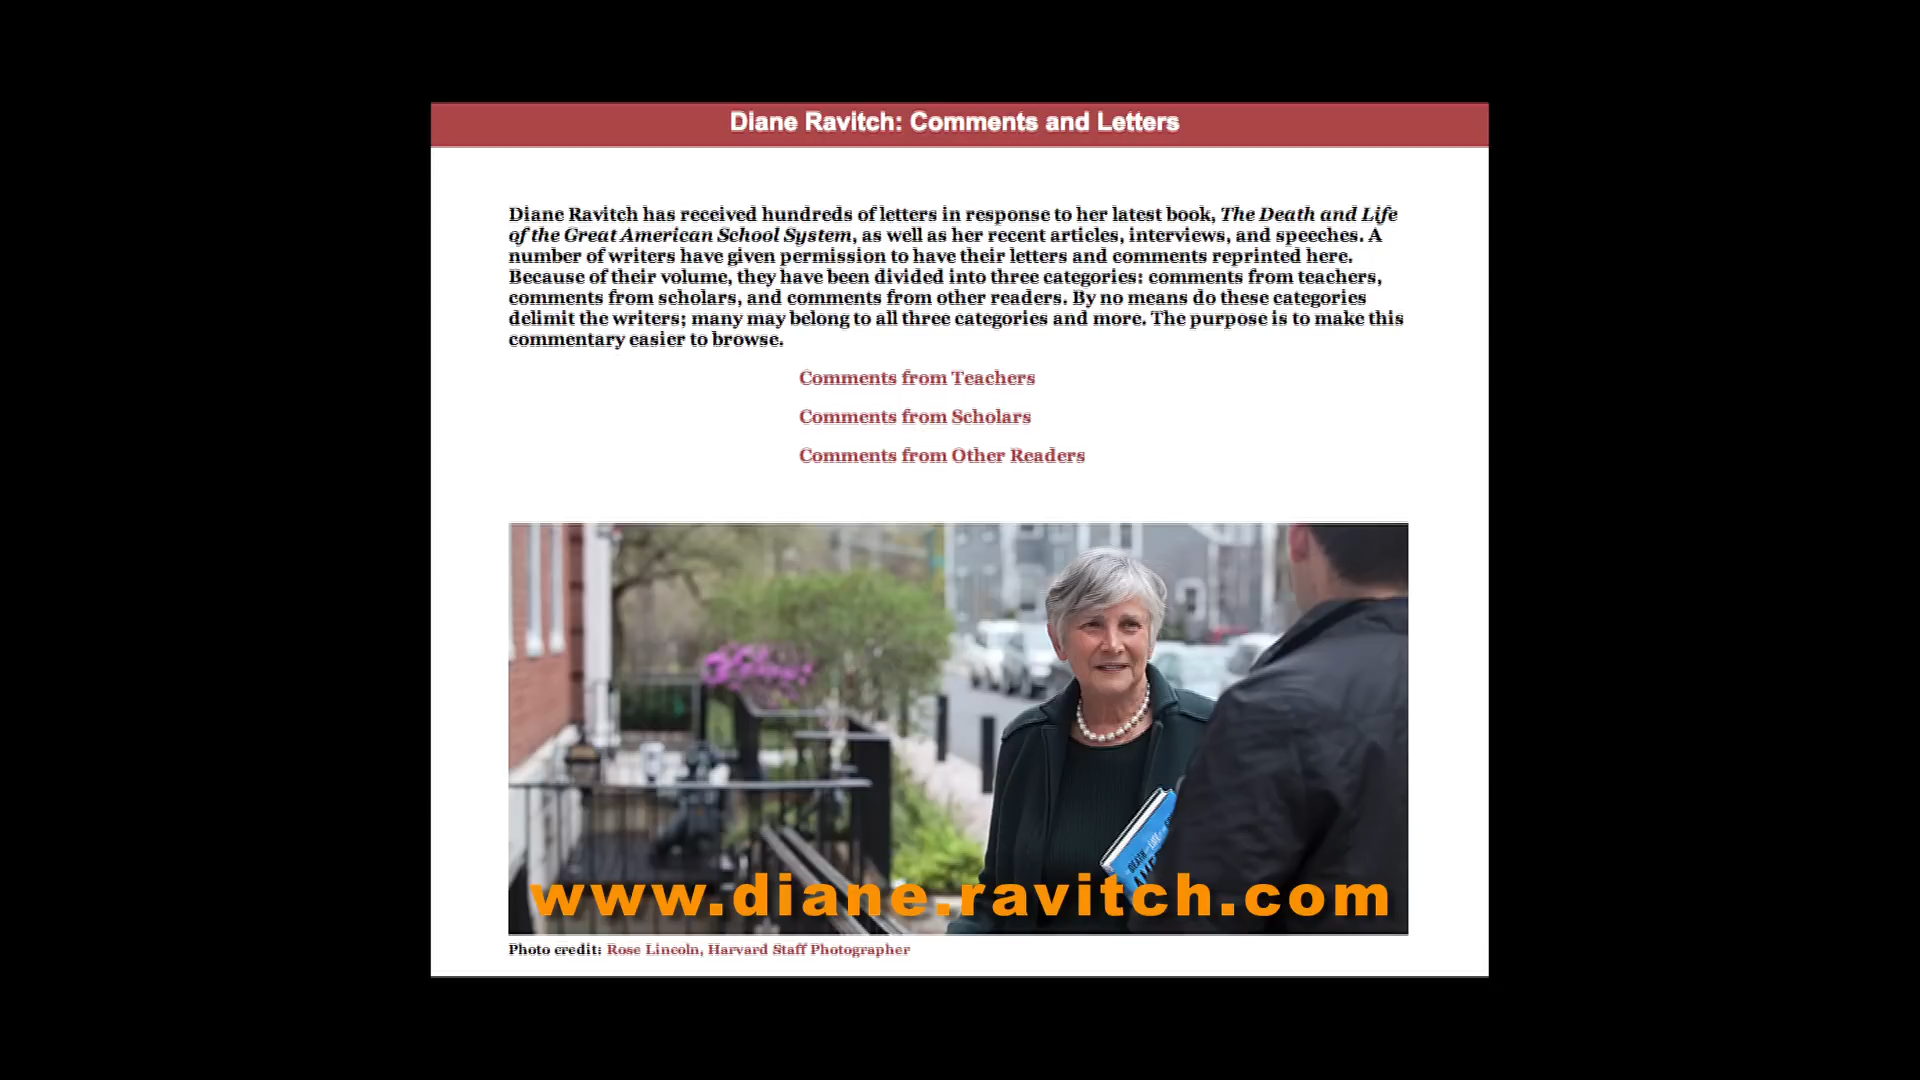 Diane Ravitch: Comments and Letters
Diane Ravitch has received hundreds of letters in response to her latest book, The Death and Life
of the Great American School System, as well as her recent articles, interviews, and speeches. A
number of writers have given permission to have their letters and comments reprinted here.
Because of their volume, they have been divided into three categories: comments from teachers,
comments from scholars, and comments from other readers. By no means do these categories
delimit the writers; many may belong to all three categories and more. The purpose is to make this
commentary easier to browse.
Comments from Teachers
Comments from Scholars
Comments from Other Readers
DEATH
LIFE
www.diane.ravitch.com
Photo credit: Rose Lincoln, Harvard Staff Photographer